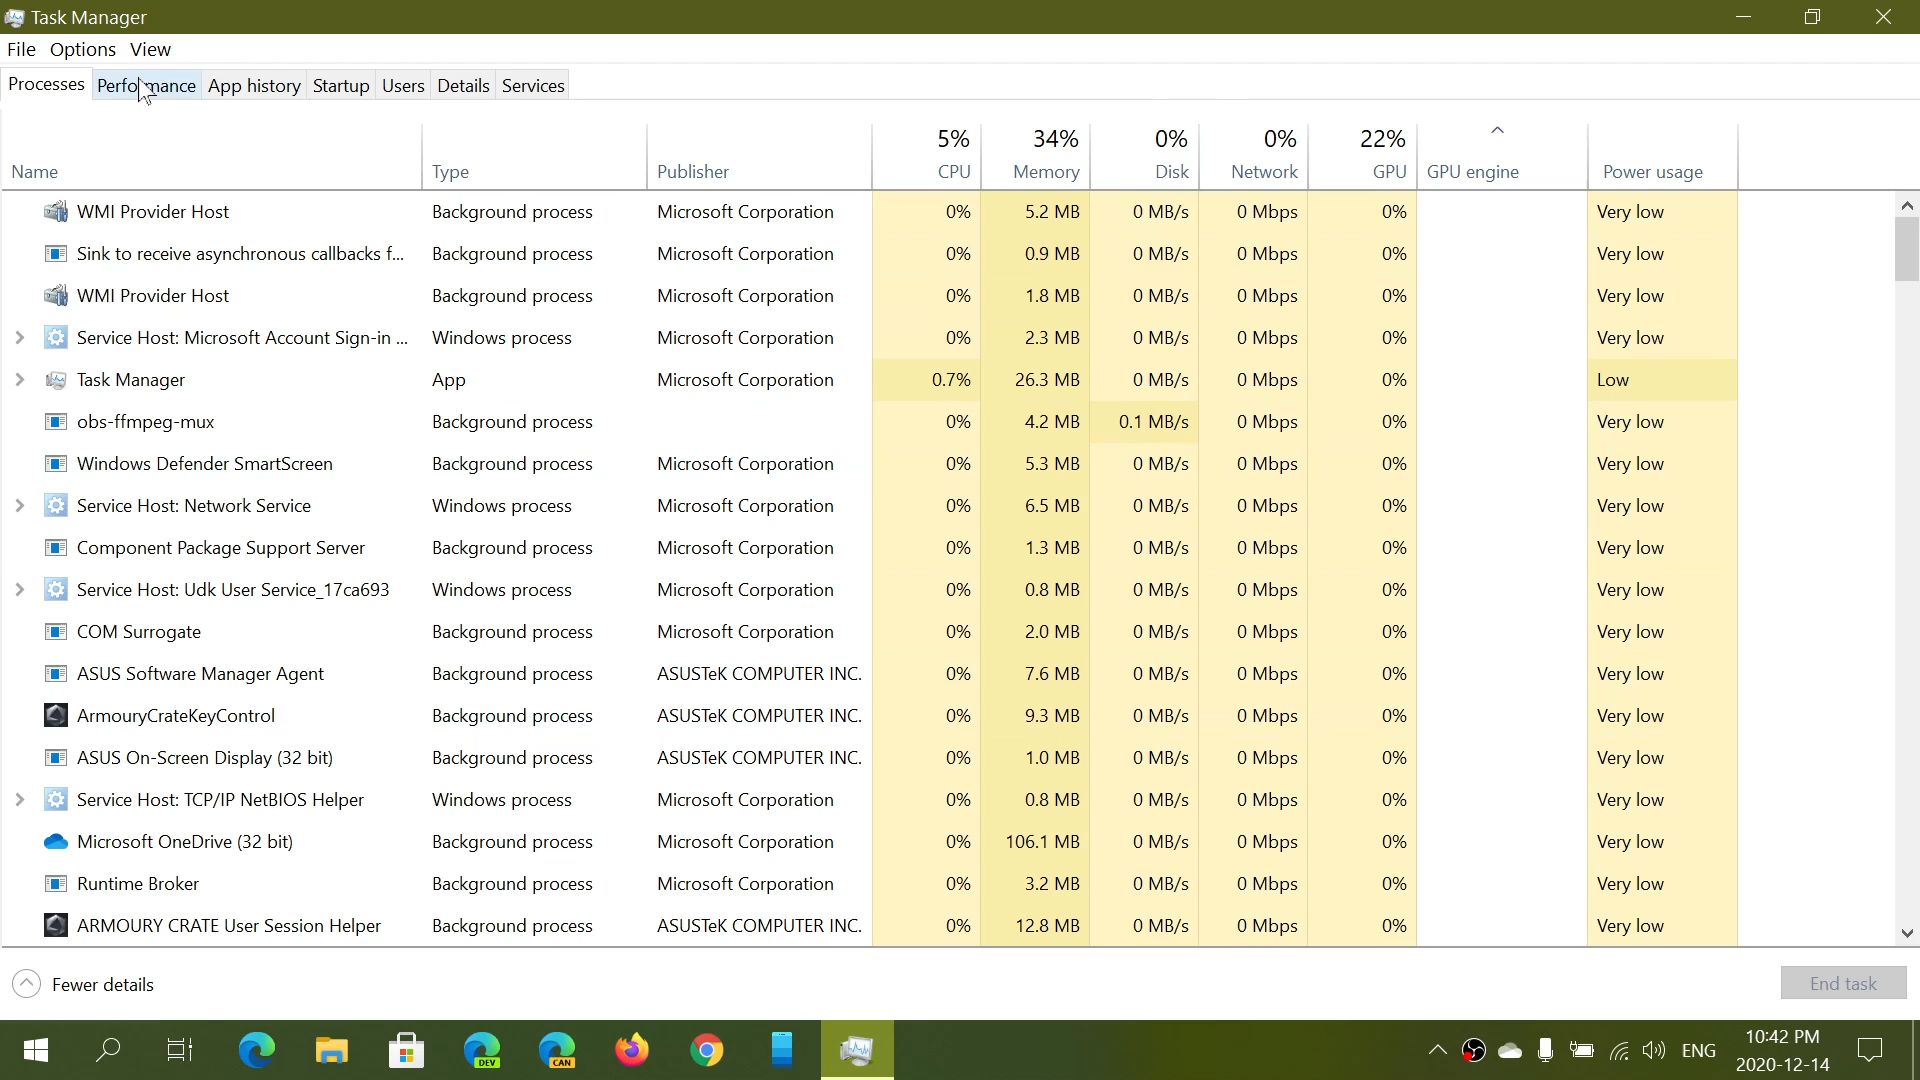 Task Manager
File Options View
Processes Performance App history Startup Users Details Services
5% 34% 0% 0% 22%
Name Type Publisher CPU Memory Disk Network GPU GPU engine Power usage
WMI Provider Host Background process Microsoft Corporation 0% 5.2 MB 0 MB/s 0 Mbps 0% Very low
Sink to receive asynchronous callbacks f... Background process Microsoft Corporation 0% 0.9 MB 0 MB/s 0 Mbps 0% Very low
WMI Provider Host Background process Microsoft Corporation 0% 1.8 MB 0 MB/s 0 Mbps 0% Very low
Service Host: Microsoft Account Sign-in ... Windows process Microsoft Corporation 0% 2.3 MB 0 MB/s 0 Mbps 0% Very low
Task Manager App Microsoft Corporation 0.7% 26.3 MB 0 MB/s 0 Mbps 0% Low
obs-ffmpeg-mux Background process 0% 4.2 MB 0.1 MB/s 0 Mbps 0% Very low
Windows Defender SmartScreen Background process Microsoft Corporation 0% 5.3 MB 0 MB/s 0 Mbps 0% Very low
Service Host: Network Service Windows process Microsoft Corporation 0% 6.5 MB 0 MB/s 0 Mbps 0% Very low
Component Package Support Server Background process Microsoft Corporation 0% 1.3 MB 0 MB/s 0 Mbps 0% Very low
Service Host: Udk User Service_17ca693 Windows process Microsoft Corporation 0% 0.8 MB 0 MB/s 0 Mbps 0% Very low
COM Surrogate Background process Microsoft Corporation 0% 2.0 MB 0 MB/s 0 Mbps 0% Very low
ASUS Software Manager Agent Background process ASUSTeK COMPUTER INC. 0% 7.6 MB 0 MB/s 0 Mbps 0% Very low
ArmouryCrateKeyControl Background process ASUSTeK COMPUTER INC. 0% 9.3 MB 0 MB/s 0 Mbps 0% Very low
ASUS On-Screen Display (32 bit) Background process ASUSTeK COMPUTER INC. 0% 1.0 MB 0 MB/s 0 Mbps 0% Very low
Service Host: TCP/IP NetBIOS Helper Windows process Microsoft Corporation 0% 0.8 MB 0 MB/s 0 Mbps 0% Very low
Microsoft OneDrive (32 bit) Background process Microsoft Corporation 0% 106.1 MB 0 MB/s 0 Mbps 0% Very low
Runtime Broker Background process Microsoft Corporation 0% 3.2 MB 0 MB/s 0 Mbps 0% Very low
ARMOURY CRATE User Session Helper Background process ASUSTeK COMPUTER INC. 0% 12.8 MB 0 MB/s 0 Mbps 0% Very low
Fewer details End task
DEV CAN ENG 10:42 PM
2020-12-14